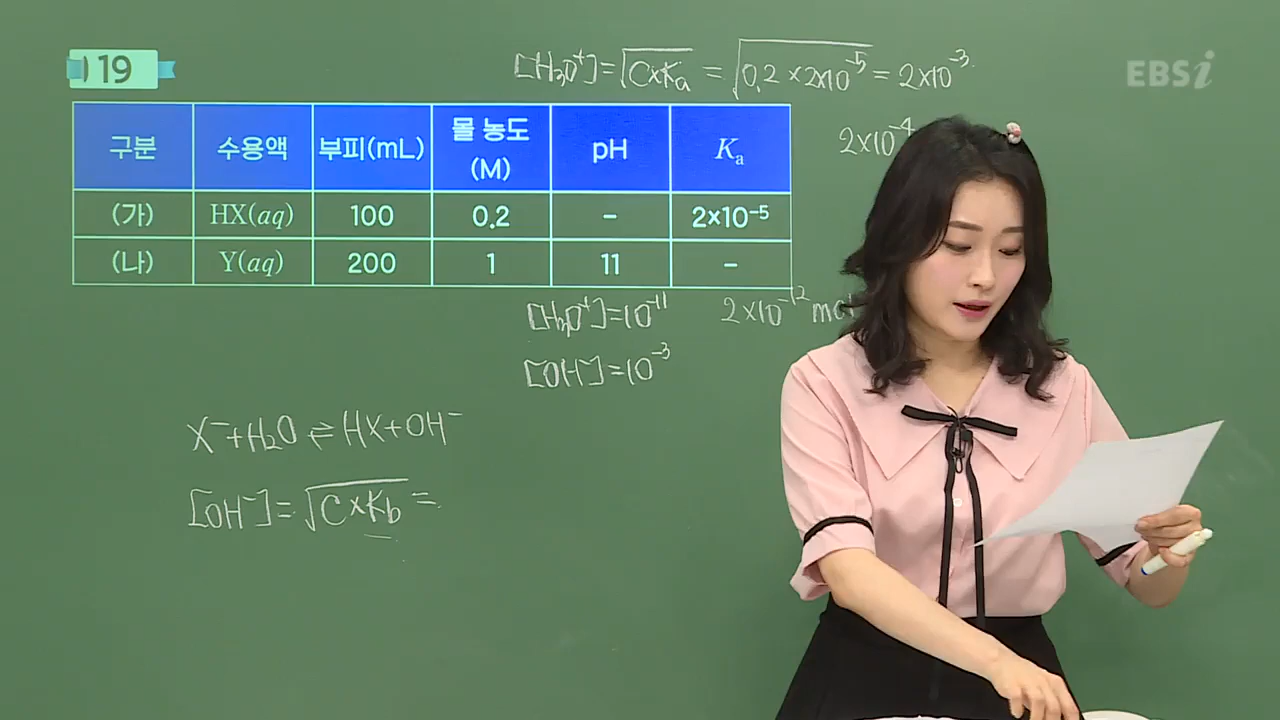 19
[H₃O⁺]=√C×Ka = √0.2×2×10⁻⁵ = 2×10⁻³
EBSi
2×10⁻⁴
구분 수용액 부피(mL) 몰 농도(M) pH Ka
(가) HX(aq) 100 0.2 - 2×10⁻⁵
(나) Y(aq) 200 1 11 -
[H₃O⁺]=10⁻¹¹ 2×10⁻¹² mol
[OH⁻]=10⁻³
X⁻+H₂O⇌HX+OH⁻
[OH⁻]=√C×Kb =